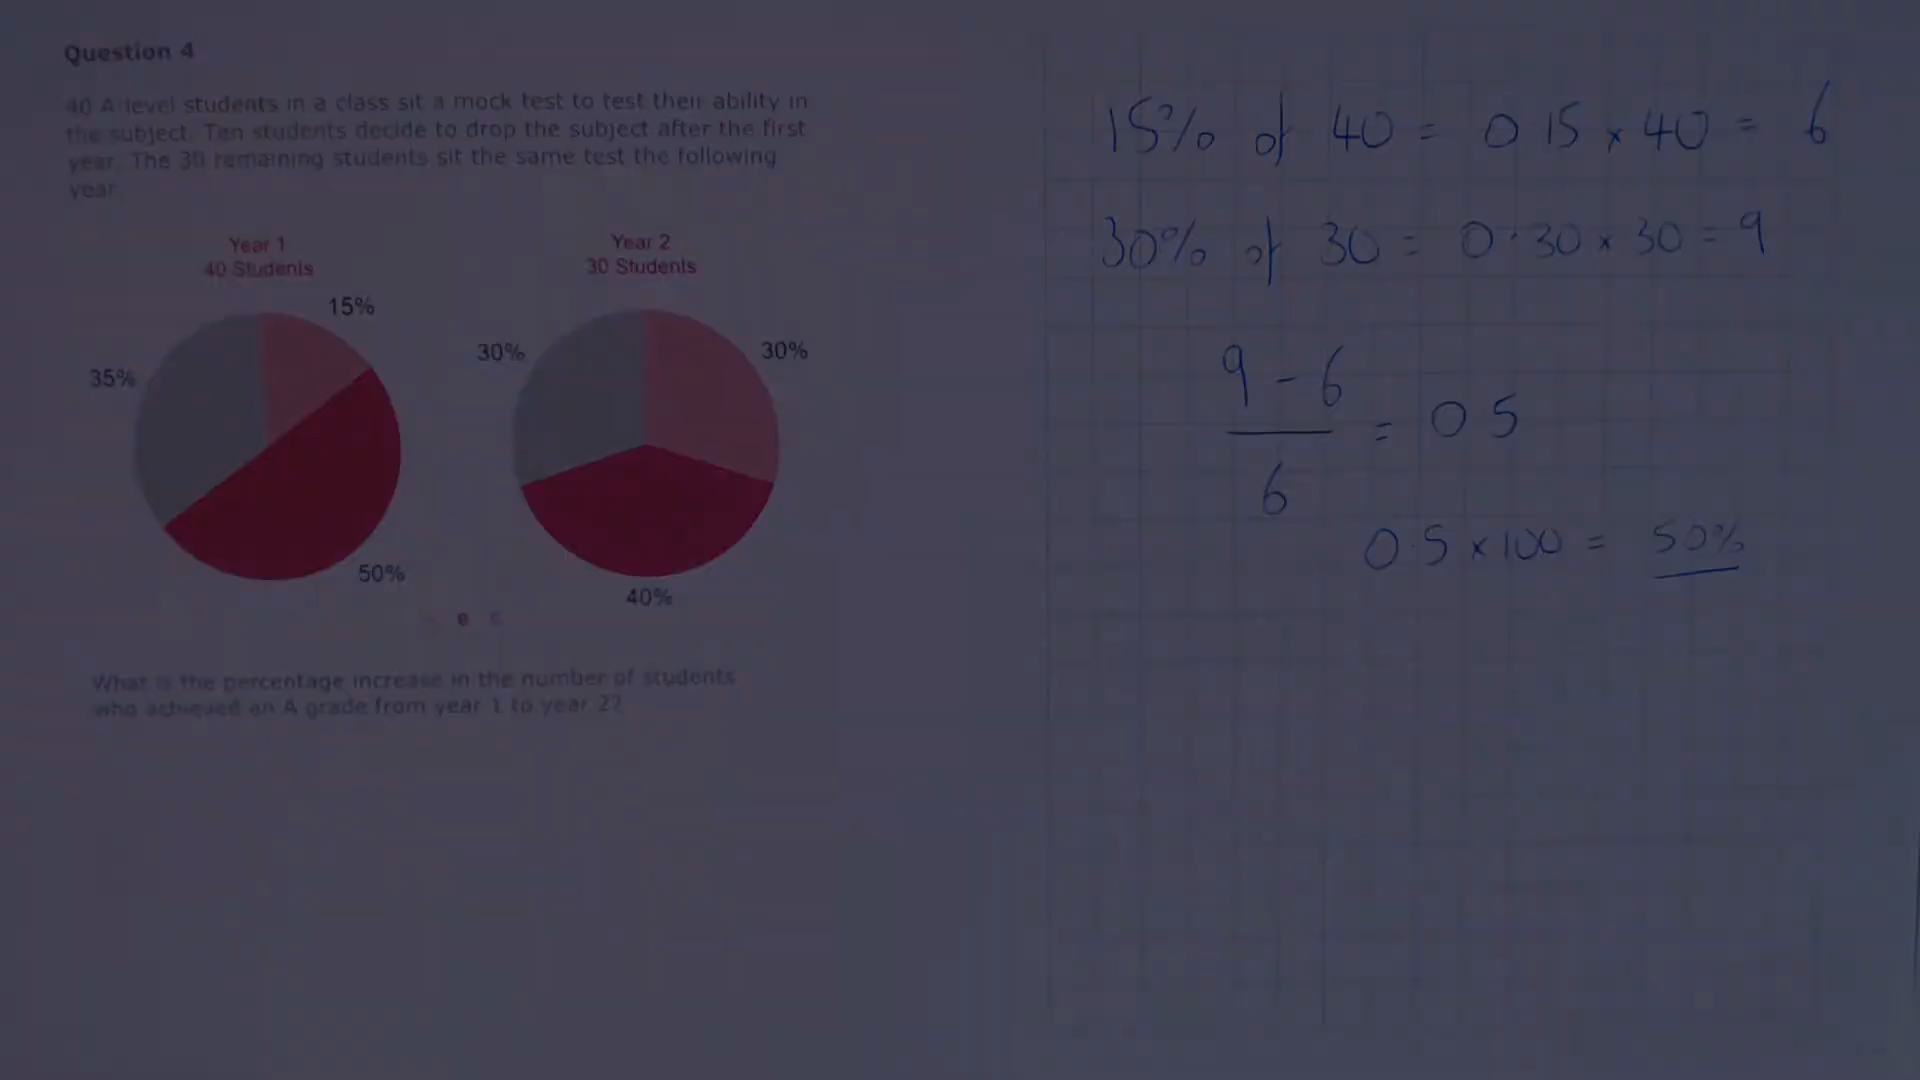 Question 4
40 A-level students in a class sit a mock test to test their ability in
the subject. Ten students decide to drop the subject after the first
year. The 30 remaining students sit the same test the following
year.
Year 1
40 Students
15%
35%
50%
Year 2
30 Students
30%
30%
40%
B C
What is the percentage increase in the number of students
who achieved an A grade from year 1 to year 2?
15% of 40 = 0.15 x 40 = 6
30% of 30 = 0.30 x 30 = 9
9 - 6
6
= 0.5
0.5 x 100 = 50%